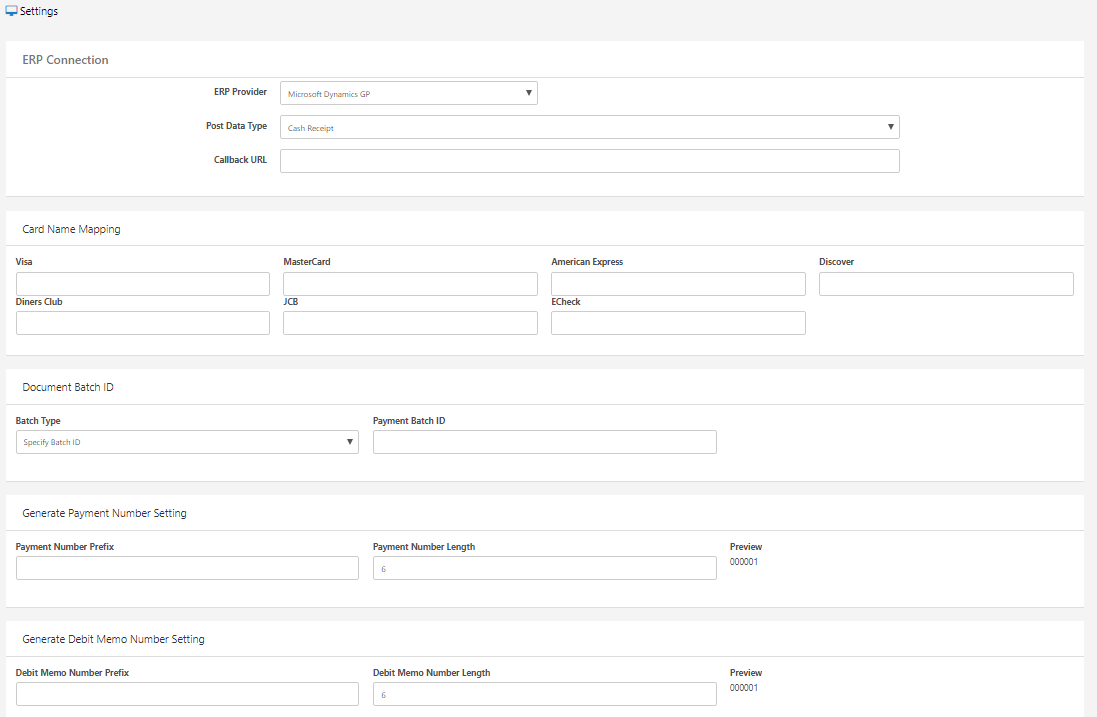 Settings
ERP Connection
ERP Provider
Microsoft Dynamics GP
Post Data Type
Cash Receipt
Callback URL
Card Name Mapping
Visa MasterCard American Express Discover
Diners Club JCB ECheck
Document Batch ID
Batch Type Payment Batch ID
Specify Batch ID
Generate Payment Number Setting
Payment Number Prefix Payment Number Length Preview
6 000001
Generate Debit Memo Number Setting
Debit Memo Number Prefix Debit Memo Number Length Preview
6 000001